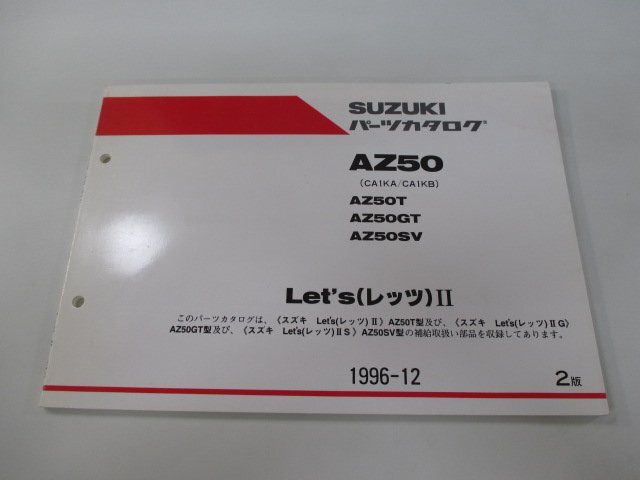 SUZUKI
パーツカタログ
AZ50
(CA1KA/CA1KB)
AZ50T
AZ50GT
AZ50SV
Let's(レッツ)II
このパーツカタログは、《スズキ Let's(レッツ)II》AZ50T型及び、《スズキ Let's(レッツ)II G》
AZ50GT型及び、《スズキ Let's(レッツ)II S》AZ50SV型の補給取扱い部品を収録してあります。
1996-12
2版